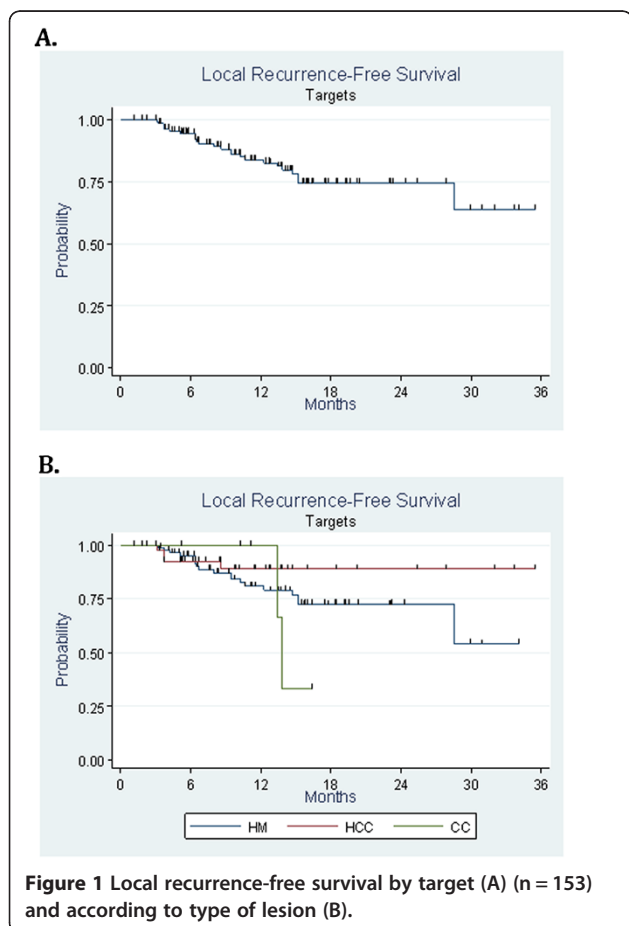 A.
Local Recurrence-Free Survival
Targets
1.00
0.75
0.50
0.25
0.00
Probability
0 6 12 18 24 30 36
Months
B.
Local Recurrence-Free Survival
Targets
1.00
0.75
0.50
0.25
0.00
Probability
0 6 12 18 24 30 36
Months
HM HCC CC
Figure 1 Local recurrence-free survival by target (A) (n = 153)
and according to type of lesion (B).